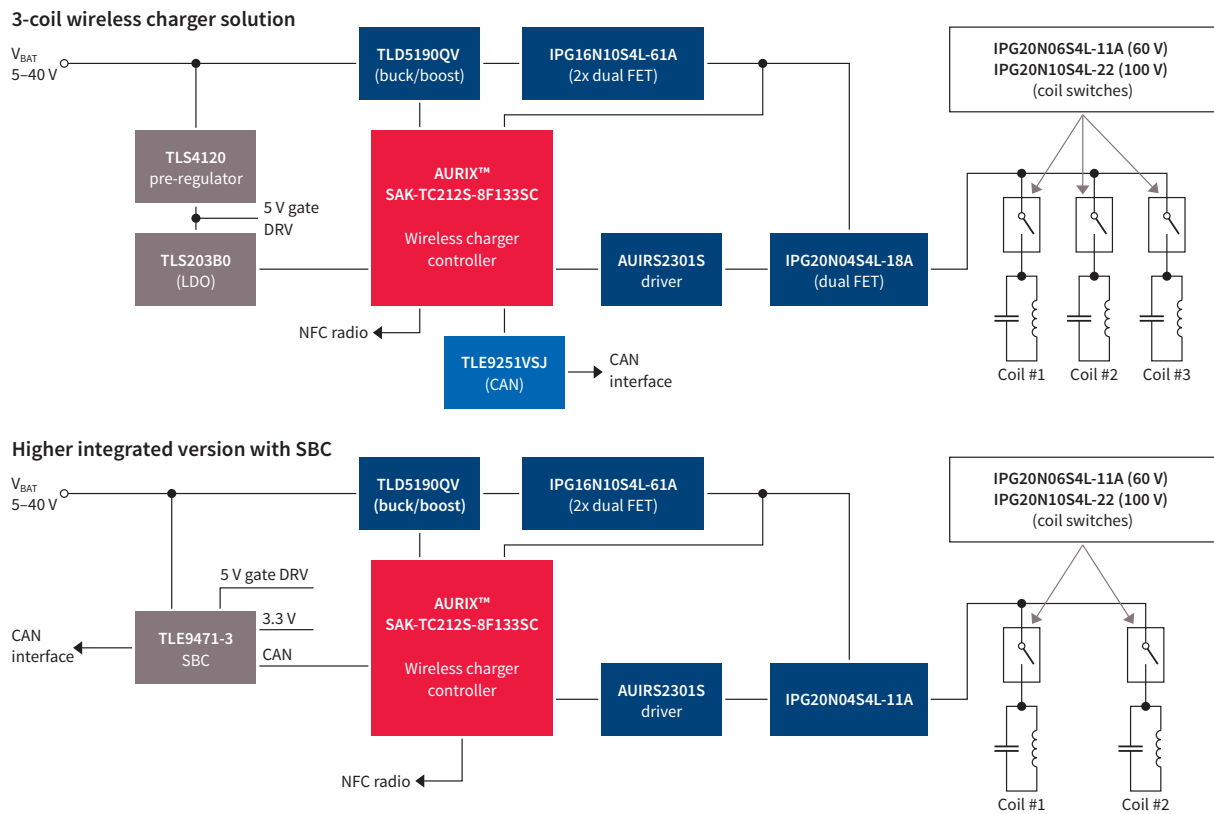 3-coil wireless charger solution
VBAT
5–40 V
TLD5190QV
(buck/boost)
IPG16N10S4L-61A
(2x dual FET)
IPG20N06S4L-11A (60 V)
IPG20N10S4L-22 (100 V)
(coil switches)
TLS4120
pre-regulator
5 V gate
DRV
TLS203B0
(LDO)
AURIX™
SAK-TC212S-8F133SC
Wireless charger
controller
AUIRS2301S
driver
IPG20N04S4L-18A
(dual FET)
NFC radio
TLE9251VSJ
(CAN)
CAN
interface
Coil #1
Coil #2
Coil #3
Higher integrated version with SBC
VBAT
5–40 V
TLD5190QV
(buck/boost)
IPG16N10S4L-61A
(2x dual FET)
IPG20N06S4L-11A (60 V)
IPG20N10S4L-22 (100 V)
(coil switches)
5 V gate DRV
3.3 V
CAN
CAN
interface
TLE9471-3
SBC
AURIX™
SAK-TC212S-8F133SC
Wireless charger
controller
AUIRS2301S
driver
IPG20N04S4L-11A
NFC radio
Coil #1
Coil #2